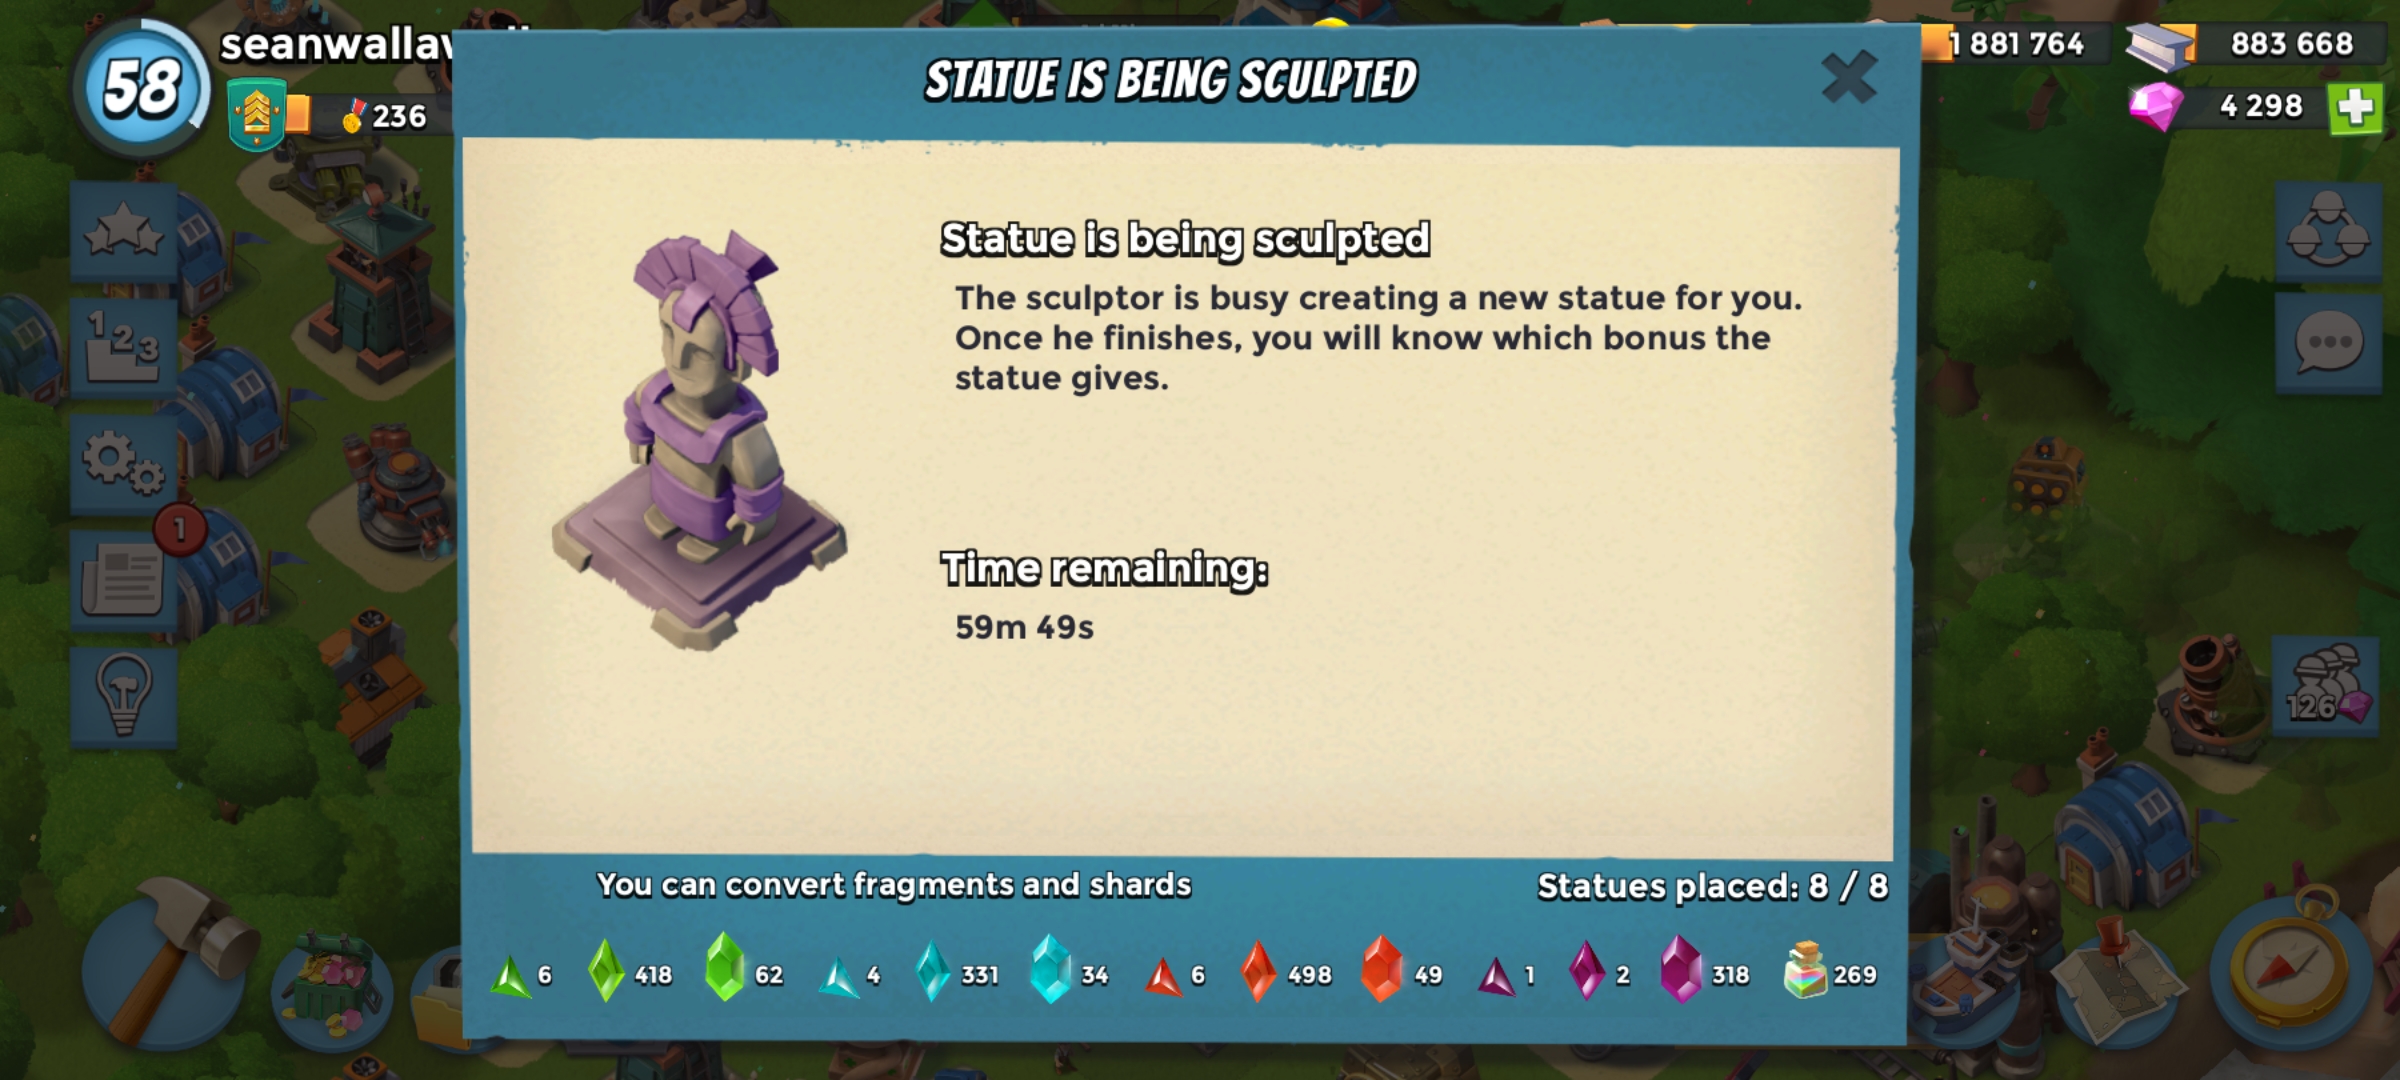 58
236
STATUE IS BEING SCULPTED
1 881 764
883 668
4 298
Statue is being sculpted
The sculptor is busy creating a new statue for you.
Once he finishes, you will know which bonus the
statue gives.
1 2 3
1
Time remaining:
59m 49s
126
You can convert fragments and shards
Statues placed: 8 / 8
6 418 62 4 331 34 6 498 49 1 2 318 269